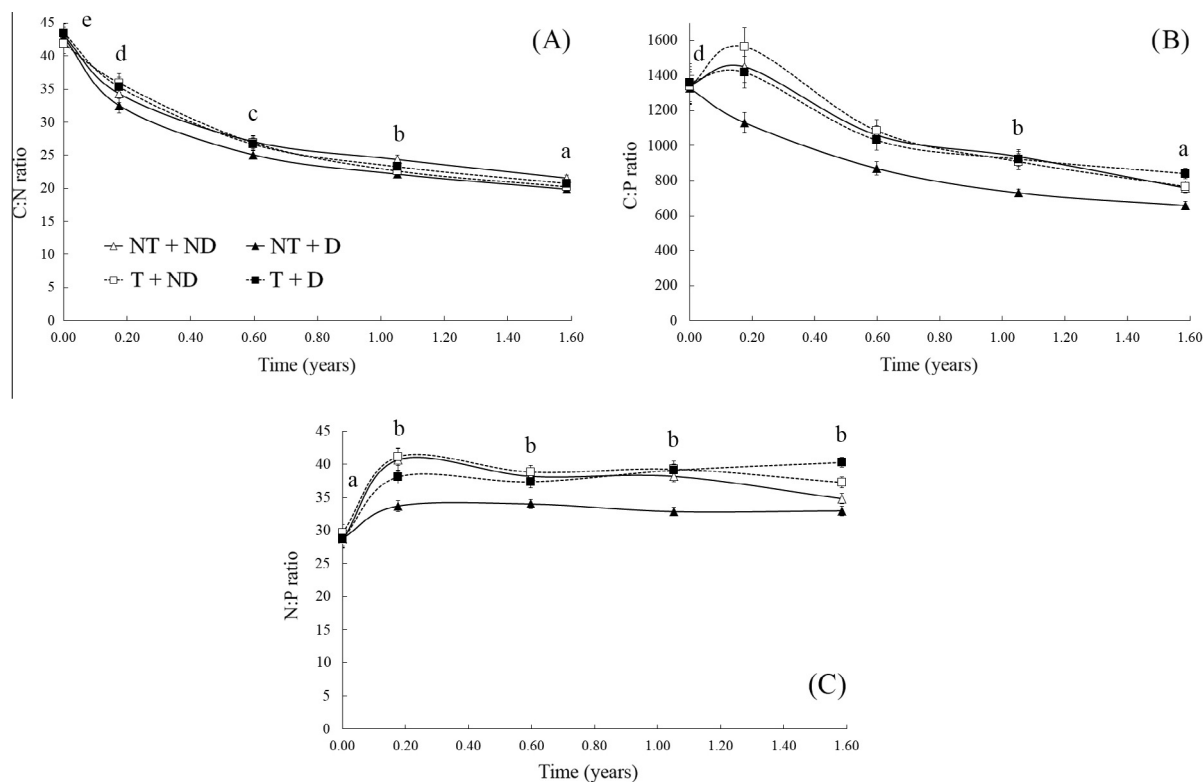 (A)
C:N ratio
45
40
35
30
25
20
15
10
5
0
e
d
c
b
a
NT + ND
NT + D
T + ND
T + D
0.00 0.20 0.40 0.60 0.80 1.00 1.20 1.40 1.60
Time (years)
(B)
C:P ratio
1600
1400
1200
1000
800
600
400
200
0
d
b
a
0.00 0.20 0.40 0.60 0.80 1.00 1.20 1.40 1.60
Time (years)
(C)
N:P ratio
45
40
35
30
25
20
15
10
5
0
a
b
b
b
b
0.00 0.20 0.40 0.60 0.80 1.00 1.20 1.40 1.60
Time (years)